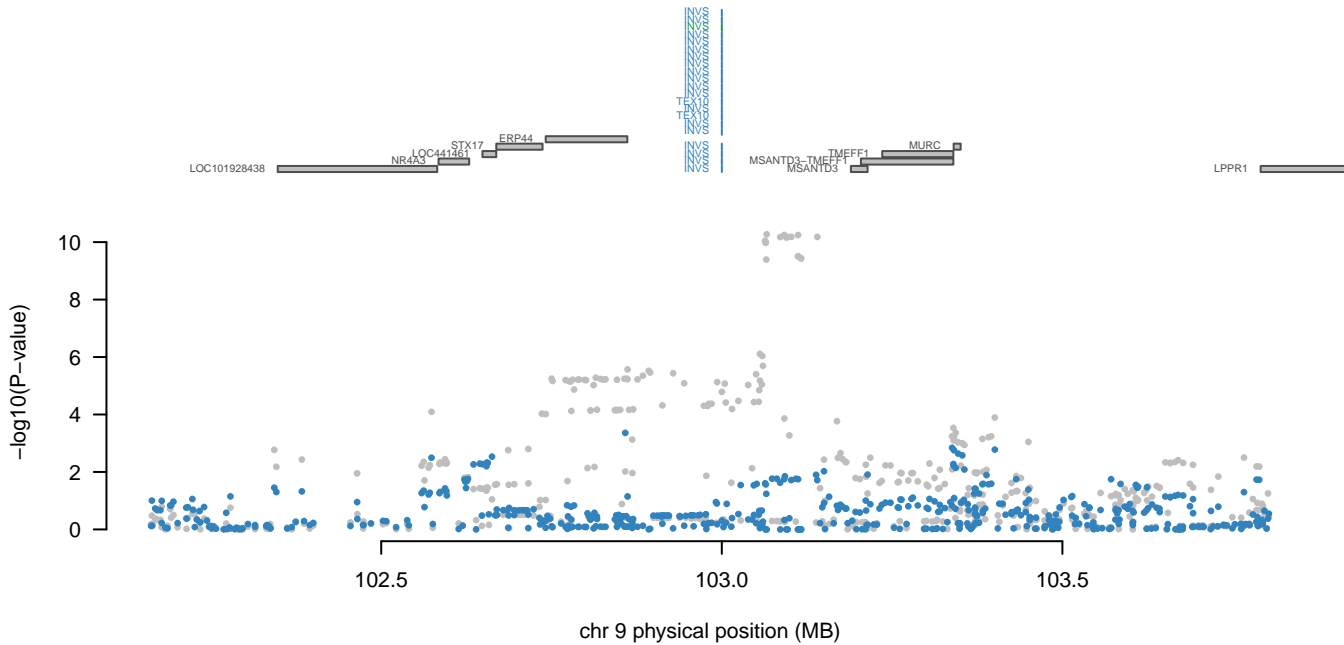 INVS
INVS
INVS
INVS
INVS
INVS
INVS
INVS
INVS
INVS
INVS
INVS
TEX10
INVS
TEX10
INVS
INVS
ERP44
STX17 INVS MURC
LOC441461 INVS TMEFF1
NR4A3 INVS MSANTD3−TMEFF1
LOC101928438 INVS MSANTD3 LPPR1
10
8
6
4
2
0
−log10(P−value)
102.5 103.0 103.5
chr 9 physical position (MB)